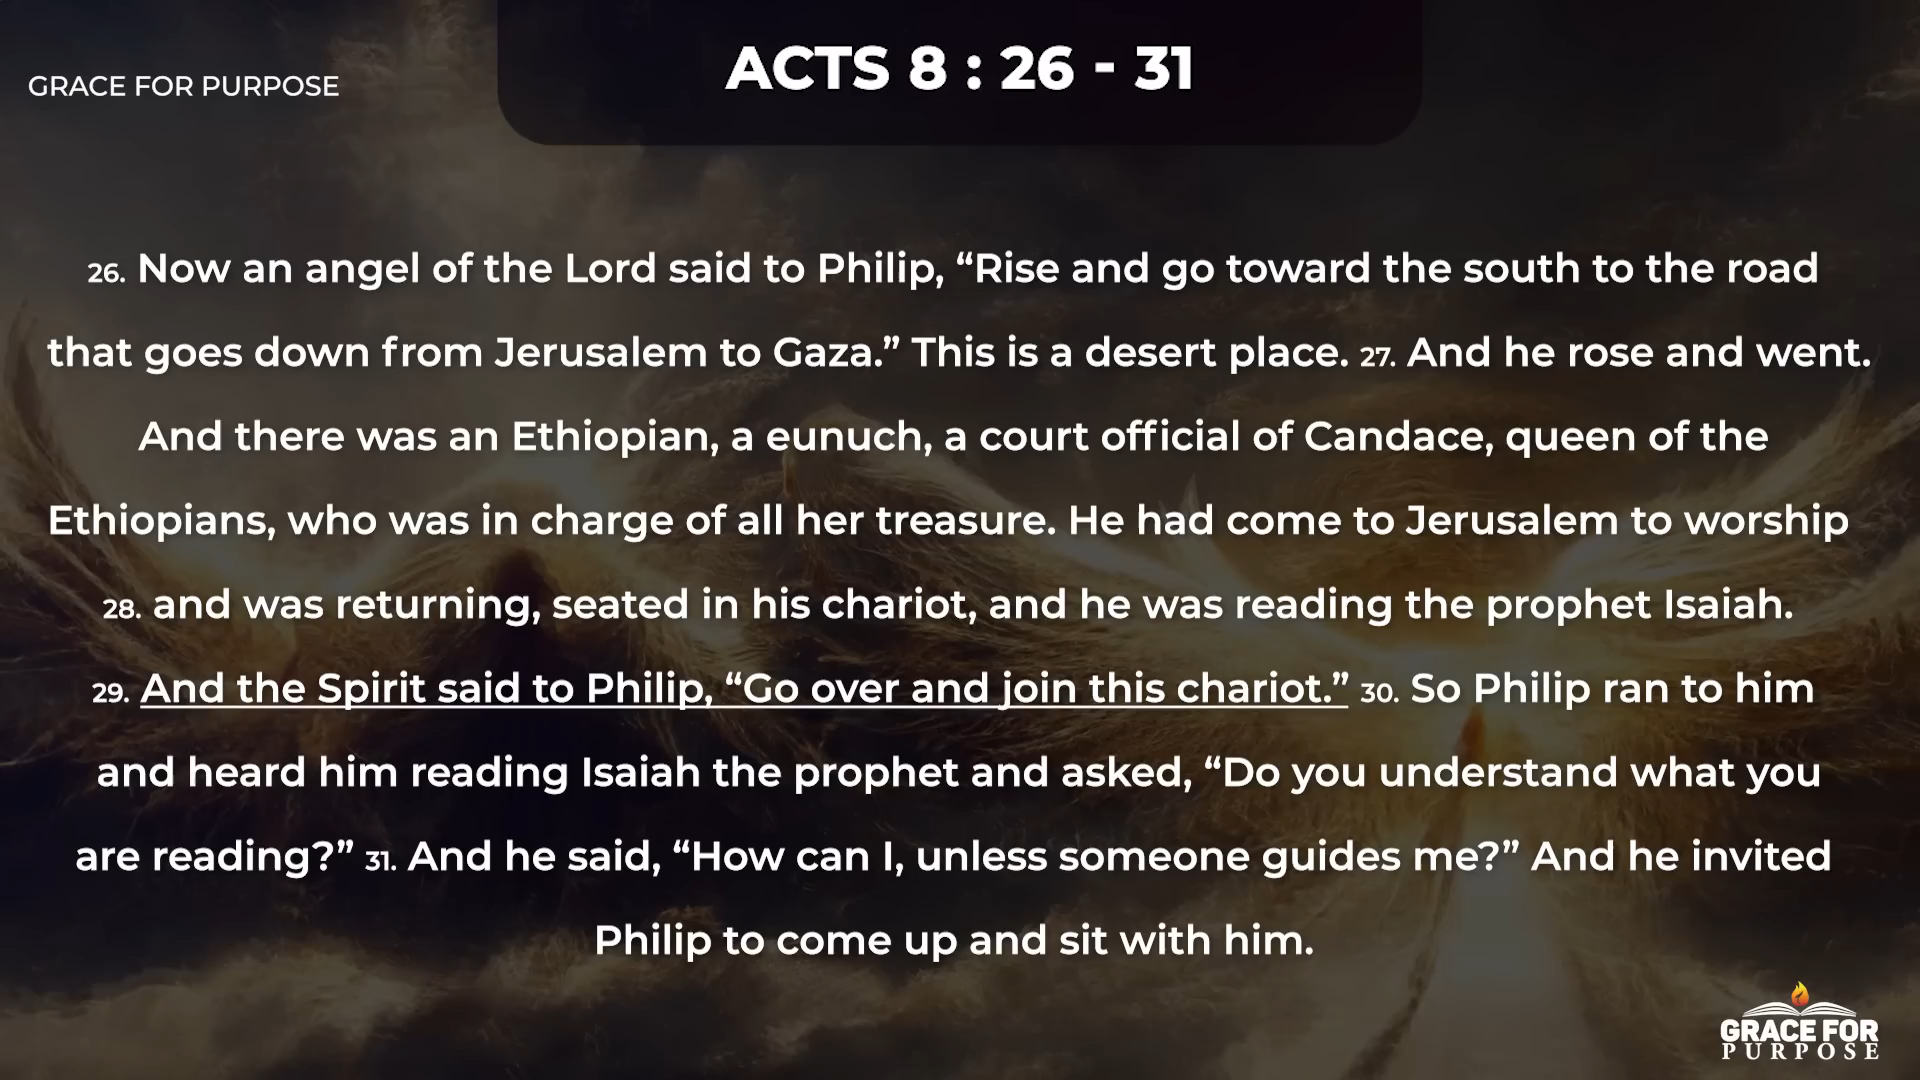 GRACE FOR PURPOSE
ACTS 8 : 26 - 31
26. Now an angel of the Lord said to Philip, “Rise and go toward the south to the road
that goes down from Jerusalem to Gaza.” This is a desert place. 27. And he rose and went.
And there was an Ethiopian, a eunuch, a court official of Candace, queen of the
Ethiopians, who was in charge of all her treasure. He had come to Jerusalem to worship
28. and was returning, seated in his chariot, and he was reading the prophet Isaiah.
29. And the Spirit said to Philip, “Go over and join this chariot.” 30. So Philip ran to him
and heard him reading Isaiah the prophet and asked, “Do you understand what you
are reading?” 31. And he said, “How can I, unless someone guides me?” And he invited
Philip to come up and sit with him.
GRACE FOR
PURPOSE